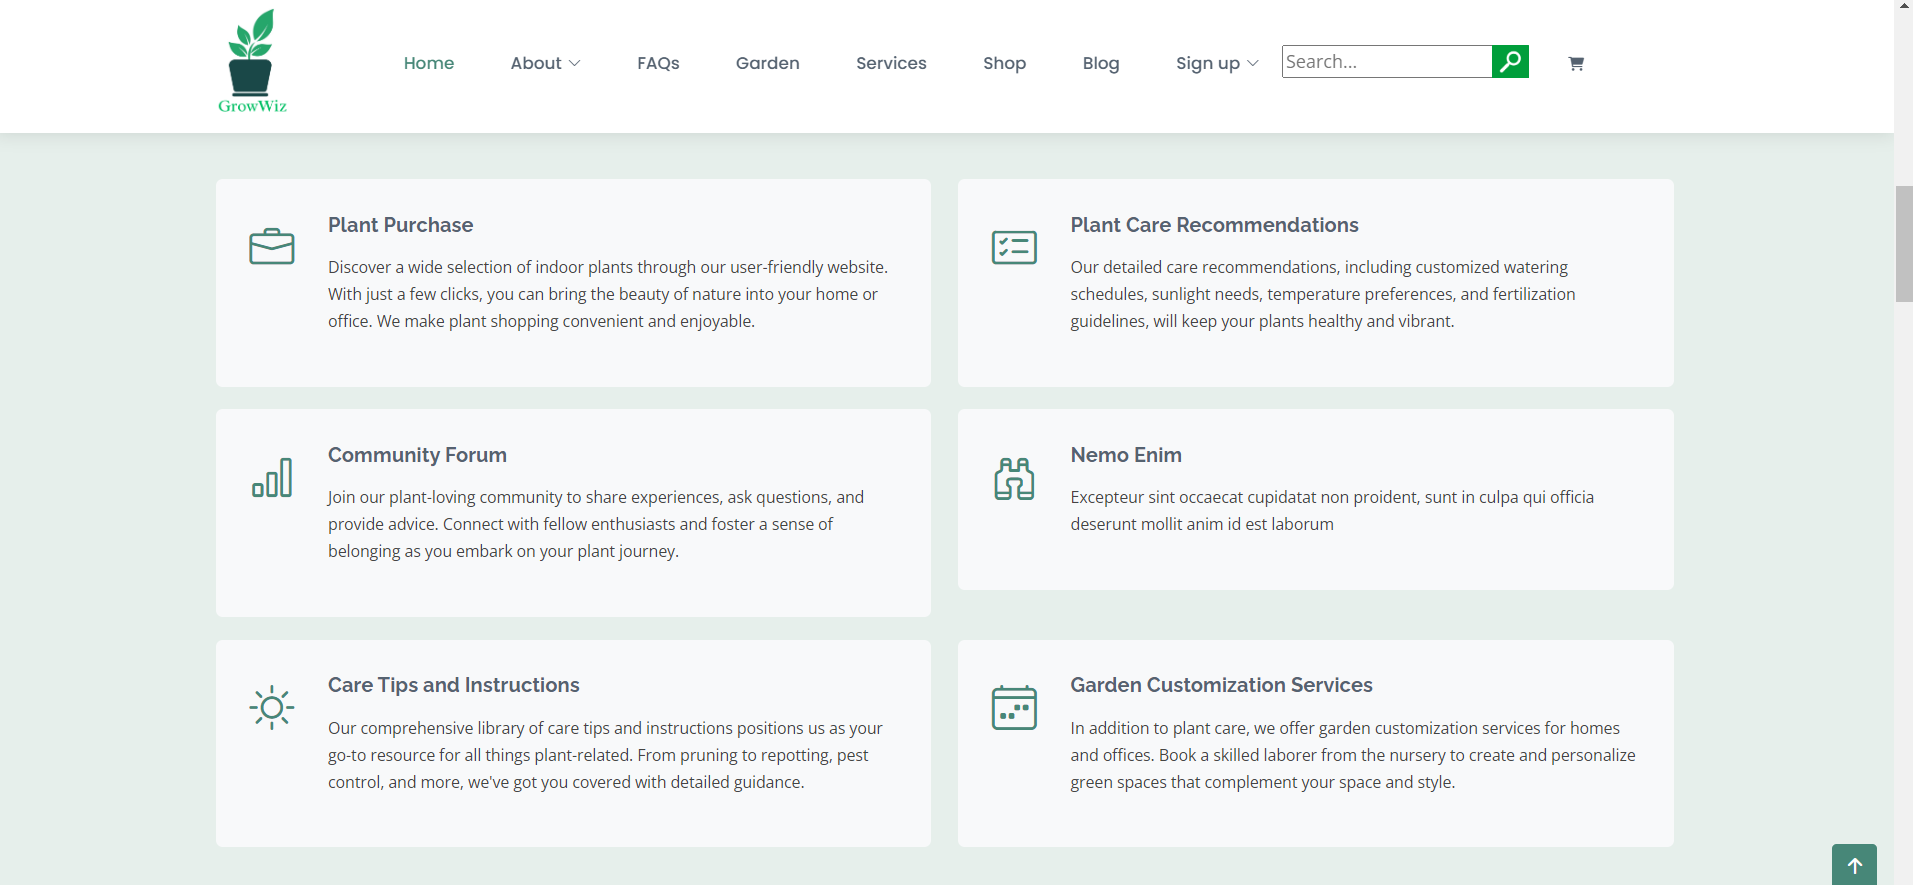 GrowWiz
Home
About
FAQs
Garden
Services
Shop
Blog
Sign up
Search...
Plant Purchase
Discover a wide selection of indoor plants through our user-friendly website.
With just a few clicks, you can bring the beauty of nature into your home or
office. We make plant shopping convenient and enjoyable.
Plant Care Recommendations
Our detailed care recommendations, including customized watering
schedules, sunlight needs, temperature preferences, and fertilization
guidelines, will keep your plants healthy and vibrant.
Community Forum
Join our plant-loving community to share experiences, ask questions, and
provide advice. Connect with fellow enthusiasts and foster a sense of
belonging as you embark on your plant journey.
Nemo Enim
Excepteur sint occaecat cupidatat non proident, sunt in culpa qui officia
deserunt mollit anim id est laborum
Care Tips and Instructions
Our comprehensive library of care tips and instructions positions us as your
go-to resource for all things plant-related. From pruning to repotting, pest
control, and more, we've got you covered with detailed guidance.
Garden Customization Services
In addition to plant care, we offer garden customization services for homes
and offices. Book a skilled laborer from the nursery to create and personalize
green spaces that complement your space and style.